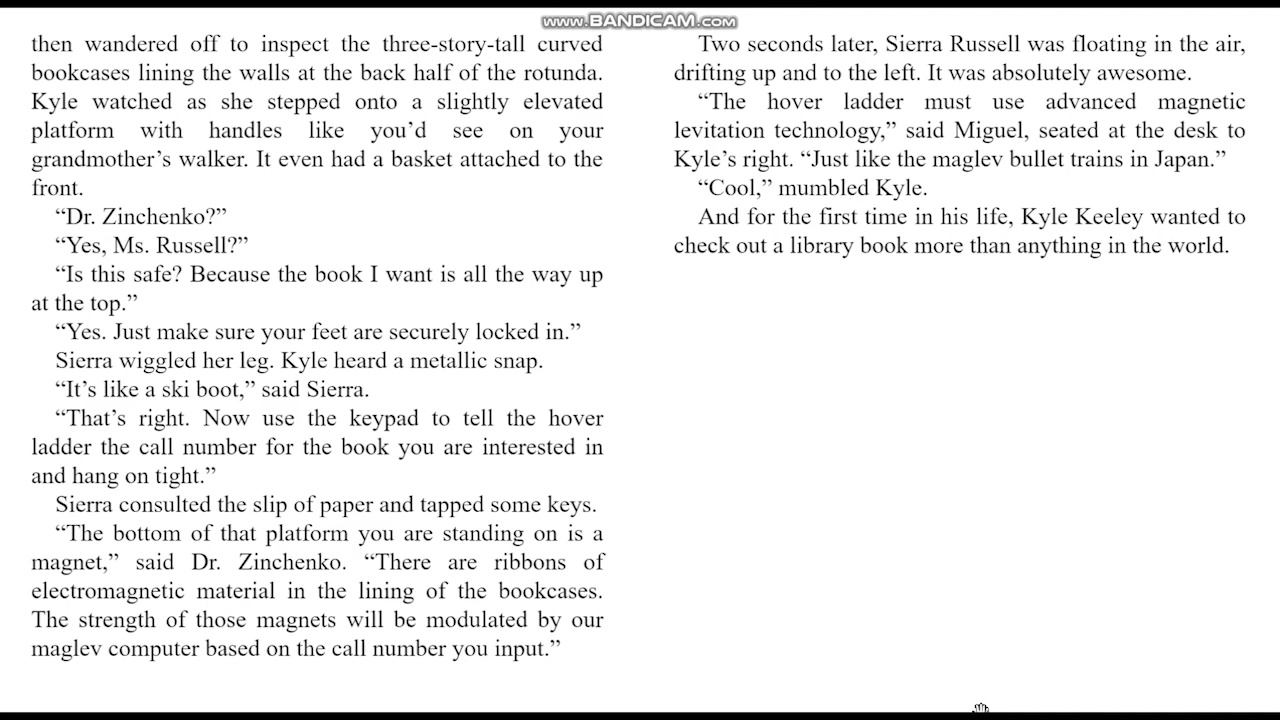 www.BANDICAM.com
then wandered off to inspect the three-story-tall curved
bookcases lining the walls at the back half of the rotunda.
Kyle watched as she stepped onto a slightly elevated
platform with handles like you’d see on your
grandmother’s walker. It even had a basket attached to the
front.
“Dr. Zinchenko?”
“Yes, Ms. Russell?”
“Is this safe? Because the book I want is all the way up
at the top.”
“Yes. Just make sure your feet are securely locked in.”
Sierra wiggled her leg. Kyle heard a metallic snap.
“It’s like a ski boot,” said Sierra.
“That’s right. Now use the keypad to tell the hover
ladder the call number for the book you are interested in
and hang on tight.”
Sierra consulted the slip of paper and tapped some keys.
“The bottom of that platform you are standing on is a
magnet,” said Dr. Zinchenko. “There are ribbons of
electromagnetic material in the lining of the bookcases.
The strength of those magnets will be modulated by our
maglev computer based on the call number you input.”
Two seconds later, Sierra Russell was floating in the air,
drifting up and to the left. It was absolutely awesome.
“The hover ladder must use advanced magnetic
levitation technology,” said Miguel, seated at the desk to
Kyle’s right. “Just like the maglev bullet trains in Japan.”
“Cool,” mumbled Kyle.
And for the first time in his life, Kyle Keeley wanted to
check out a library book more than anything in the world.